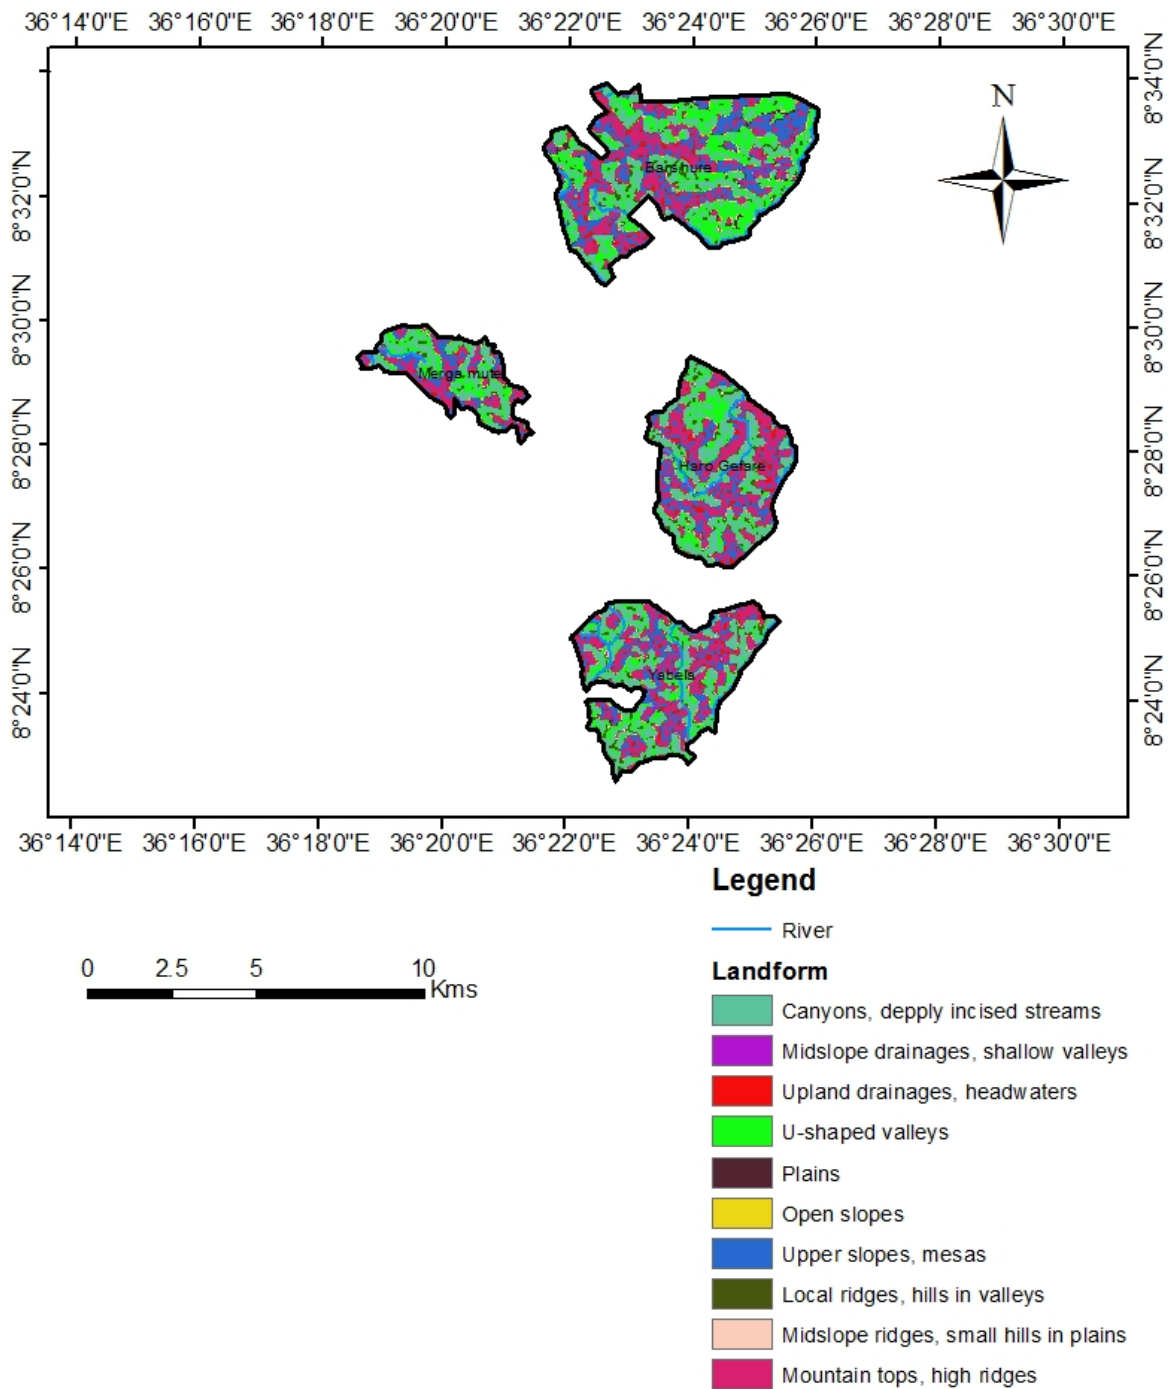 36°14'0"E 36°16'0"E 36°18'0"E 36°20'0"E 36°22'0"E 36°24'0"E 36°26'0"E 36°28'0"E 36°30'0"E
8°34'0"N
N
8°32'0"N
8°32'0"N
Banshure
8°30'0"N
8°30'0"N
Merga mute
8°28'0"N
8°28'0"N
Haro Gefare
8°26'0"N
8°26'0"N
8°24'0"N
8°24'0"N
Yabela
36°14'0"E 36°16'0"E 36°18'0"E 36°20'0"E 36°22'0"E 36°24'0"E 36°26'0"E 36°28'0"E 36°30'0"E
Legend
River
0 2.5 5 10
Kms
Landform
Canyons, depply incised streams
Midslope drainages, shallow valleys
Upland drainages, headwaters
U-shaped valleys
Plains
Open slopes
Upper slopes, mesas
Local ridges, hills in valleys
Midslope ridges, small hills in plains
Mountain tops, high ridges